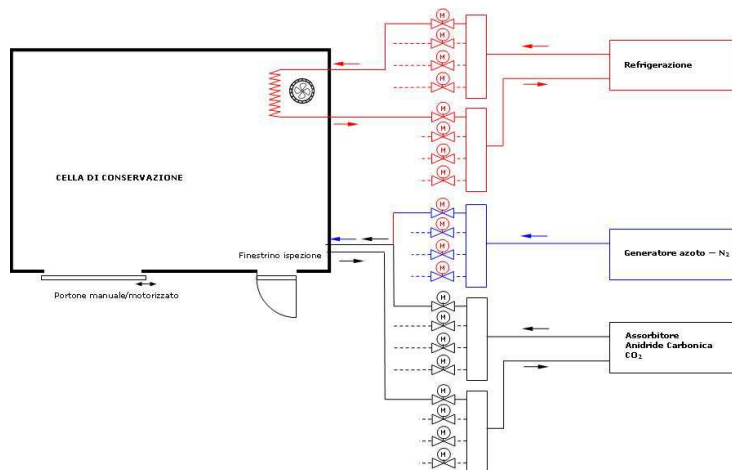 M
M
M
M
Refrigerazione
M
M
M
M
CELLA DI CONSERVAZIONE
M
M
M
M
Finestrino ispezione
Generatore azoto – N₂
Portone manuale/motorizzato
M
M
M
M
Assorbitore
Anidride Carbonica
CO₂
M
M
M
M